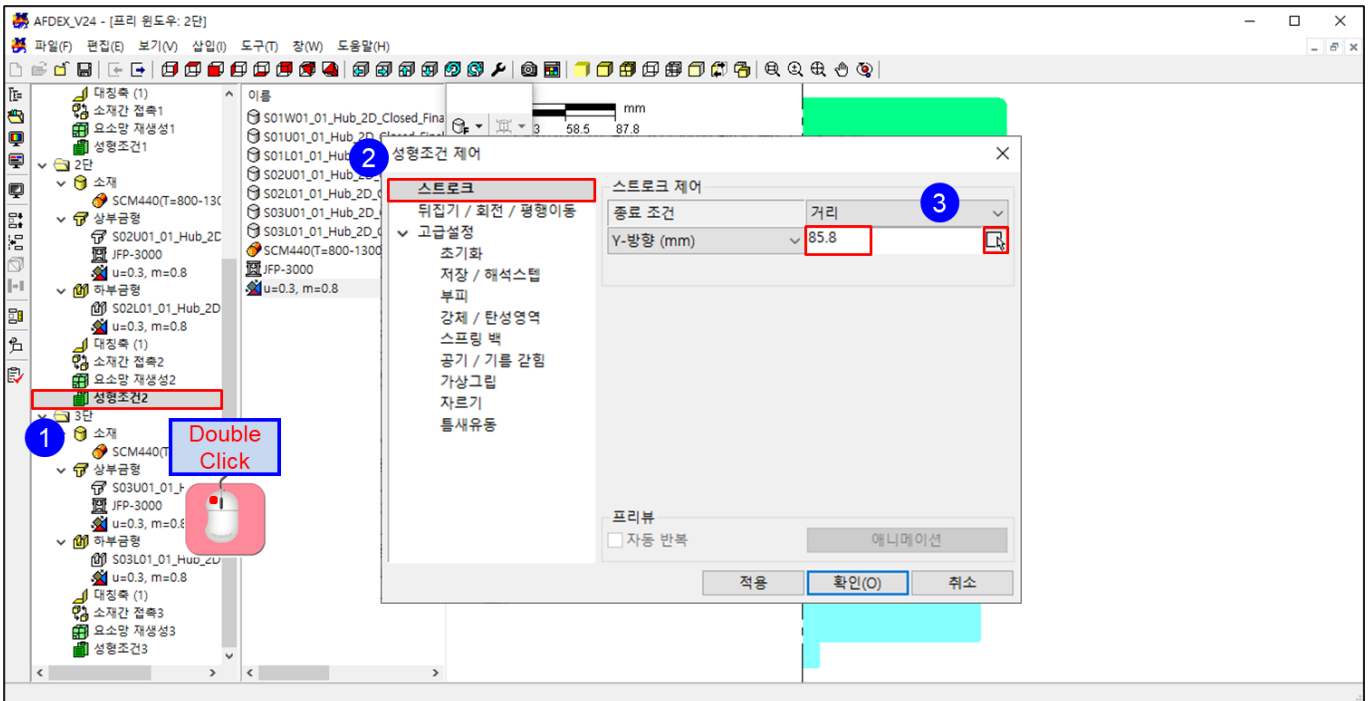 AFDEX_V24 - [프리 윈도우: 2단]
파일(F) 편집(E) 보기(V) 삽입(I) 도구(T) 창(W) 도움말(H)
대칭축 (1)
소재간 접촉1
요소망 재생성1
성형조건1
2단
소재
SCM440(T=800-130
상부금형
S02U01_01_Hub_2D
JFP-3000
u=0.3, m=0.8
하부금형
S02L01_01_Hub_2D
u=0.3, m=0.8
대칭축 (1)
소재간 접촉2
요소망 재생성2
성형조건2
3단
1
소재
SCM440(T
Double
Click
상부금형
S03U01_01_H
JFP-3000
u=0.3, m=0.8
하부금형
S03L01_01_Hub_2D
u=0.3, m=0.8
대칭축 (1)
소재간 접촉3
요소망 재생성3
성형조건3
이름
S01W01_01_Hub_2D_Closed_Fina
S01U01_01_Hub_2D_Closed_Final
S01L01_01_Hub
S02U01_01_Hub_2D_
S02L01_01_Hub_2D_C
S03U01_01_Hub_2D_
S03L01_01_Hub_2D_C
SCM440(T=800-1300
JFP-3000
u=0.3, m=0.8
mm
3 58.5 87.8
2
성형조건 제어
스트로크
뒤집기 / 회전 / 평행이동
고급설정
초기화
저장 / 해석스텝
부피
강체 / 탄성영역
스프링 백
공기 / 기름 갇힘
가상그립
자르기
틈새유동
스트로크 제어
3
종료 조건 거리
Y-방향 (mm) 85.8
프리뷰
자동 반복 애니메이션
적용 확인(O) 취소